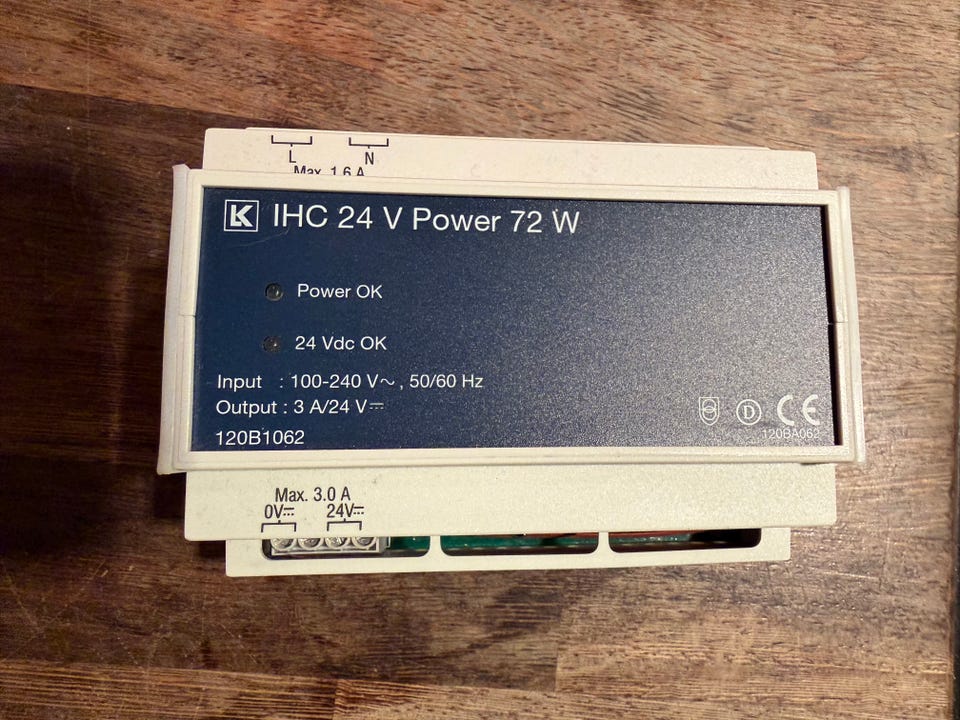 L N
Max. 1.6 A
LK IHC 24 V Power 72 W
Power OK
24 Vdc OK
Input : 100-240 V~ , 50/60 Hz
Output : 3 A/24 V⎓
120B1062
D CE
120BA062
Max. 3.0 A
0V⎓ 24V⎓